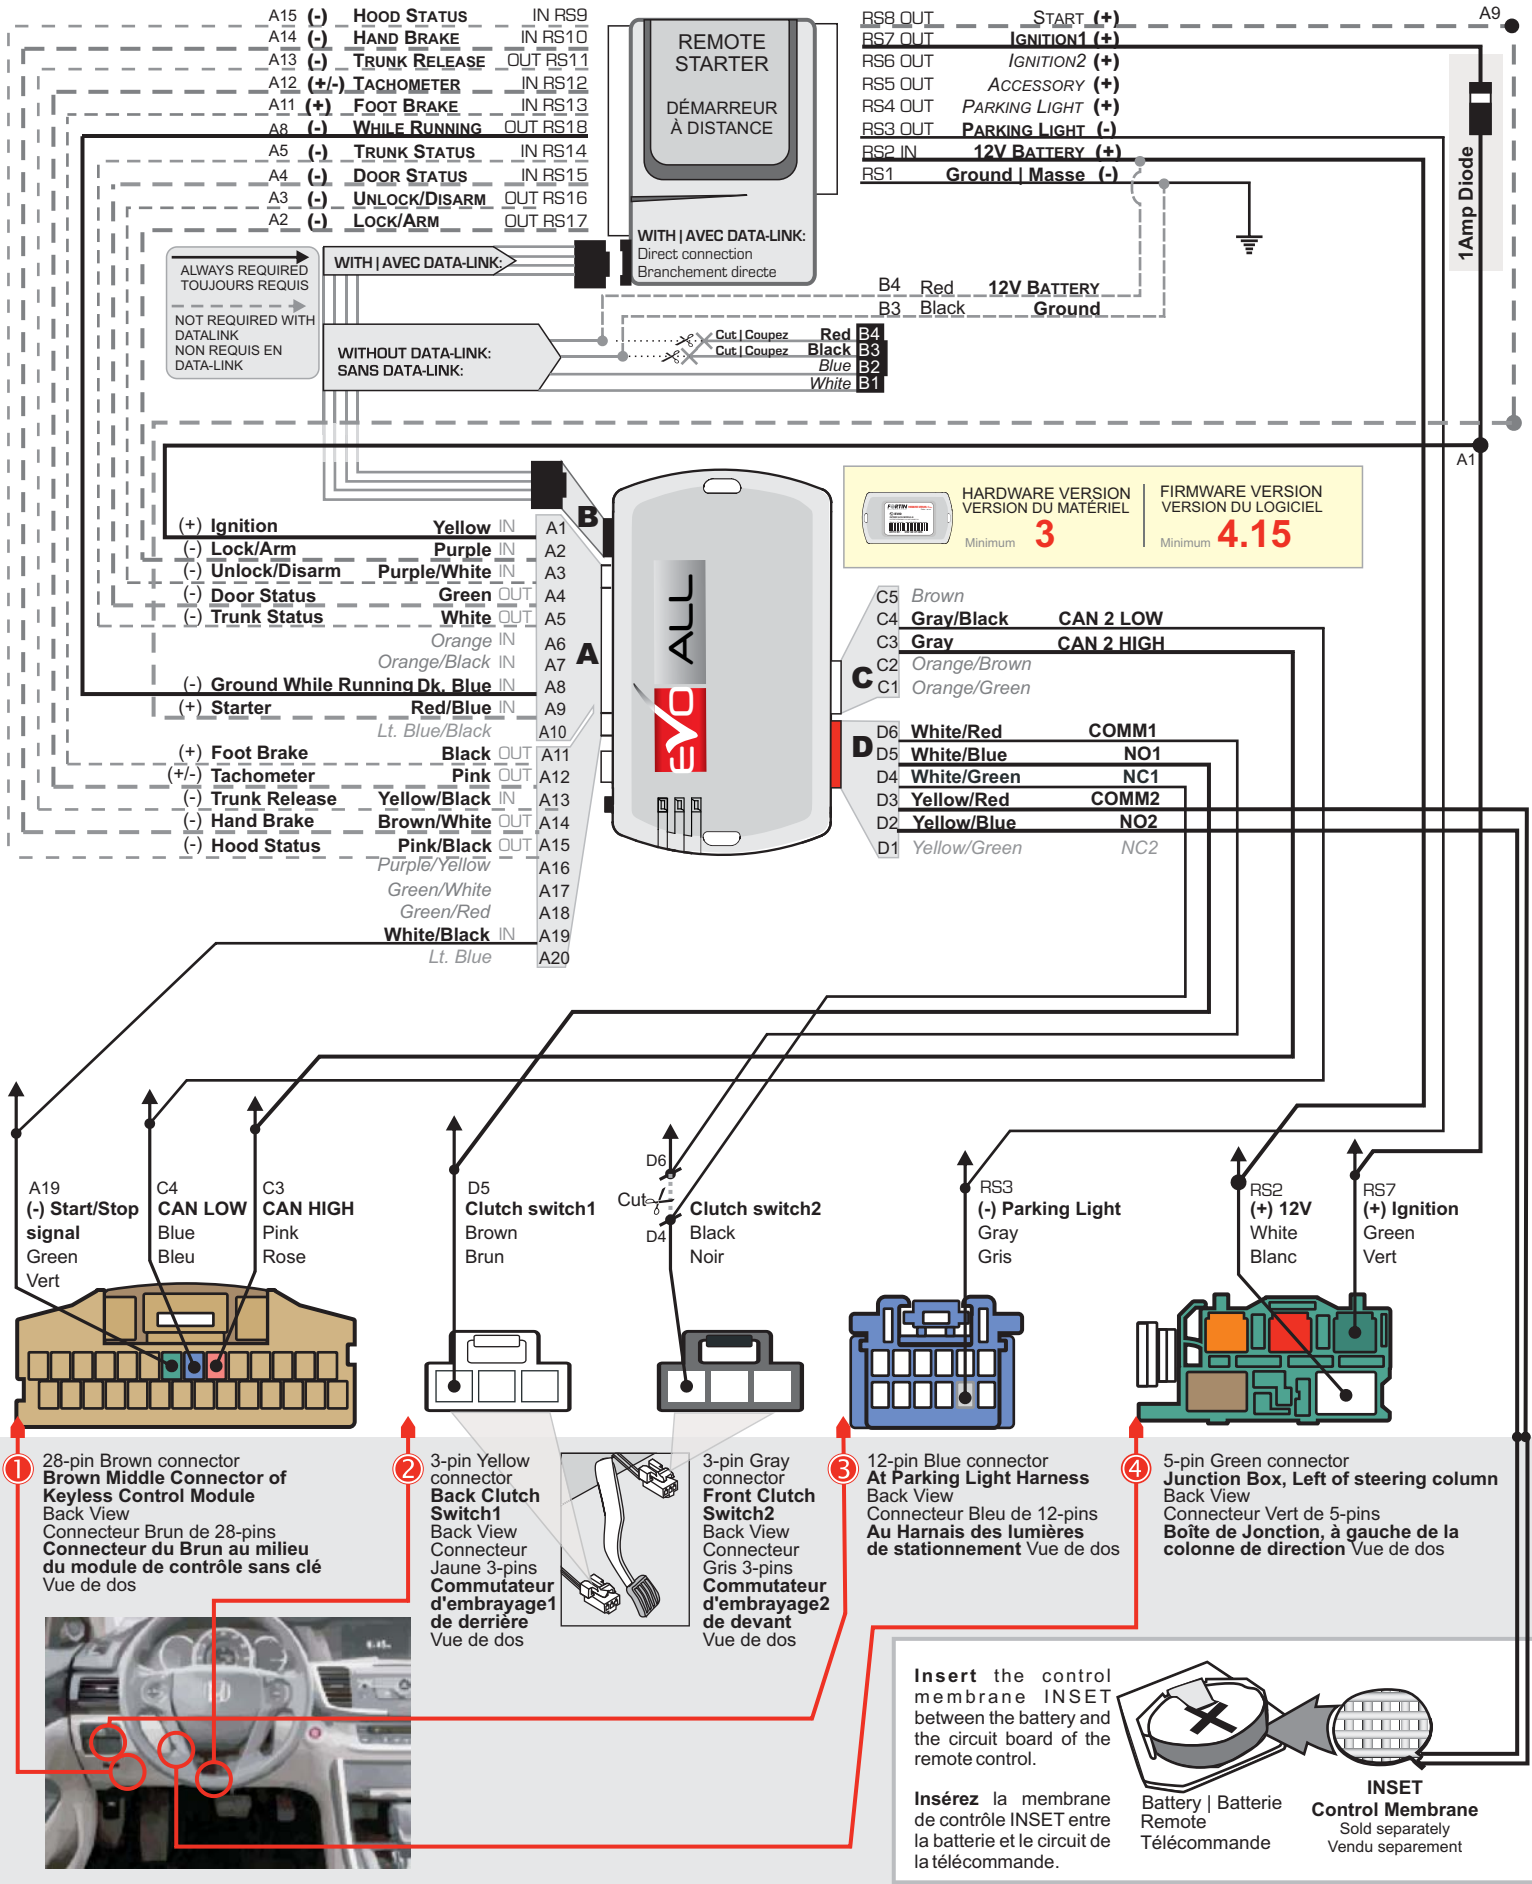 A15 (-) HOOD STATUS IN RS9
A14 (-) HAND BRAKE IN RS10
A13 (-) TRUNK RELEASE OUT RS11
A12 (+/-) TACHOMETER IN RS12
A11 (+) FOOT BRAKE IN RS13
A8 (-) WHILE RUNNING OUT RS18
A5 (-) TRUNK STATUS IN RS14
A4 (-) DOOR STATUS IN RS15
A3 (-) UNLOCK/DISARM OUT RS16
A2 (-) LOCK/ARM OUT RS17
REMOTE
STARTER
DÉMARREUR
À DISTANCE
WITH | AVEC DATA-LINK:
Direct connection
Branchement directe
RS8 OUT START (+)
RS7 OUT IGNITION1 (+)
RS6 OUT IGNITION2 (+)
RS5 OUT ACCESSORY (+)
RS4 OUT PARKING LIGHT (+)
RS3 OUT PARKING LIGHT (-)
RS2 IN 12V BATTERY (+)
RS1 Ground | Masse (-)
A9
1Amp Diode
A1
ALWAYS REQUIRED
TOUJOURS REQUIS
NOT REQUIRED WITH
DATALINK
NON REQUIS EN
DATA-LINK
WITH | AVEC DATA-LINK:
WITHOUT DATA-LINK:
SANS DATA-LINK:
B4 Red 12V BATTERY
B3 Black Ground
Cut | Coupez Red B4
Cut | Coupez Black B3
Blue B2
White B1
HARDWARE VERSION
VERSION DU MATÉRIEL
Minimum 3
FIRMWARE VERSION
VERSION DU LOGICIEL
Minimum 4.15
FORTIN
B
A
C
D
EVO ALL
(+) Ignition Yellow IN A1
(-) Lock/Arm Purple IN A2
(-) Unlock/Disarm Purple/White IN A3
(-) Door Status Green OUT A4
(-) Trunk Status White OUT A5
Orange IN A6
Orange/Black IN A7
(-) Ground While Running Dk. Blue IN A8
(+) Starter Red/Blue IN A9
Lt. Blue/Black A10
(+) Foot Brake Black OUT A11
(+/-) Tachometer Pink OUT A12
(-) Trunk Release Yellow/Black IN A13
(-) Hand Brake Brown/White OUT A14
(-) Hood Status Pink/Black OUT A15
Purple/Yellow A16
Green/White A17
Green/Red A18
White/Black IN A19
Lt. Blue A20
C5 Brown
C4 Gray/Black CAN 2 LOW
C3 Gray CAN 2 HIGH
C2 Orange/Brown
C1 Orange/Green
D6 White/Red COMM1
D5 White/Blue NO1
D4 White/Green NC1
D3 Yellow/Red COMM2
D2 Yellow/Blue NO2
D1 Yellow/Green NC2
A19
(-) Start/Stop
signal
Green
Vert
C4
CAN LOW
Blue
Bleu
C3
CAN HIGH
Pink
Rose
D5
Clutch switch1
Brown
Brun
D6
Cut
D4
Clutch switch2
Black
Noir
RS3
(-) Parking Light
Gray
Gris
RS2
(+) 12V
White
Blanc
RS7
(+) Ignition
Green
Vert
1
28-pin Brown connector
Brown Middle Connector of
Keyless Control Module
Back View
Connecteur Brun de 28-pins
Connecteur du Brun au milieu
du module de contrôle sans clé
Vue de dos
2
3-pin Yellow
connector
Back Clutch
Switch1
Back View
Connecteur
Jaune 3-pins
Commutateur
d'embrayage1
de derrière
Vue de dos
3-pin Gray
connector
Front Clutch
Switch2
Back View
Connecteur
Gris 3-pins
Commutateur
d'embrayage2
de devant
Vue de dos
3
12-pin Blue connector
At Parking Light Harness
Back View
Connecteur Bleu de 12-pins
Au Harnais des lumières
de stationnement Vue de dos
4
5-pin Green connector
Junction Box, Left of steering column
Back View
Connecteur Vert de 5-pins
Boîte de Jonction, à gauche de la
colonne de direction Vue de dos
Insert the control
membrane INSET
between the battery and
the circuit board of the
remote control.
Insérez la membrane
de contrôle INSET entre
la batterie et le circuit de
la télécommande.
Battery | Batterie
Remote
Télécommande
INSET
Control Membrane
Sold separately
Vendu separement